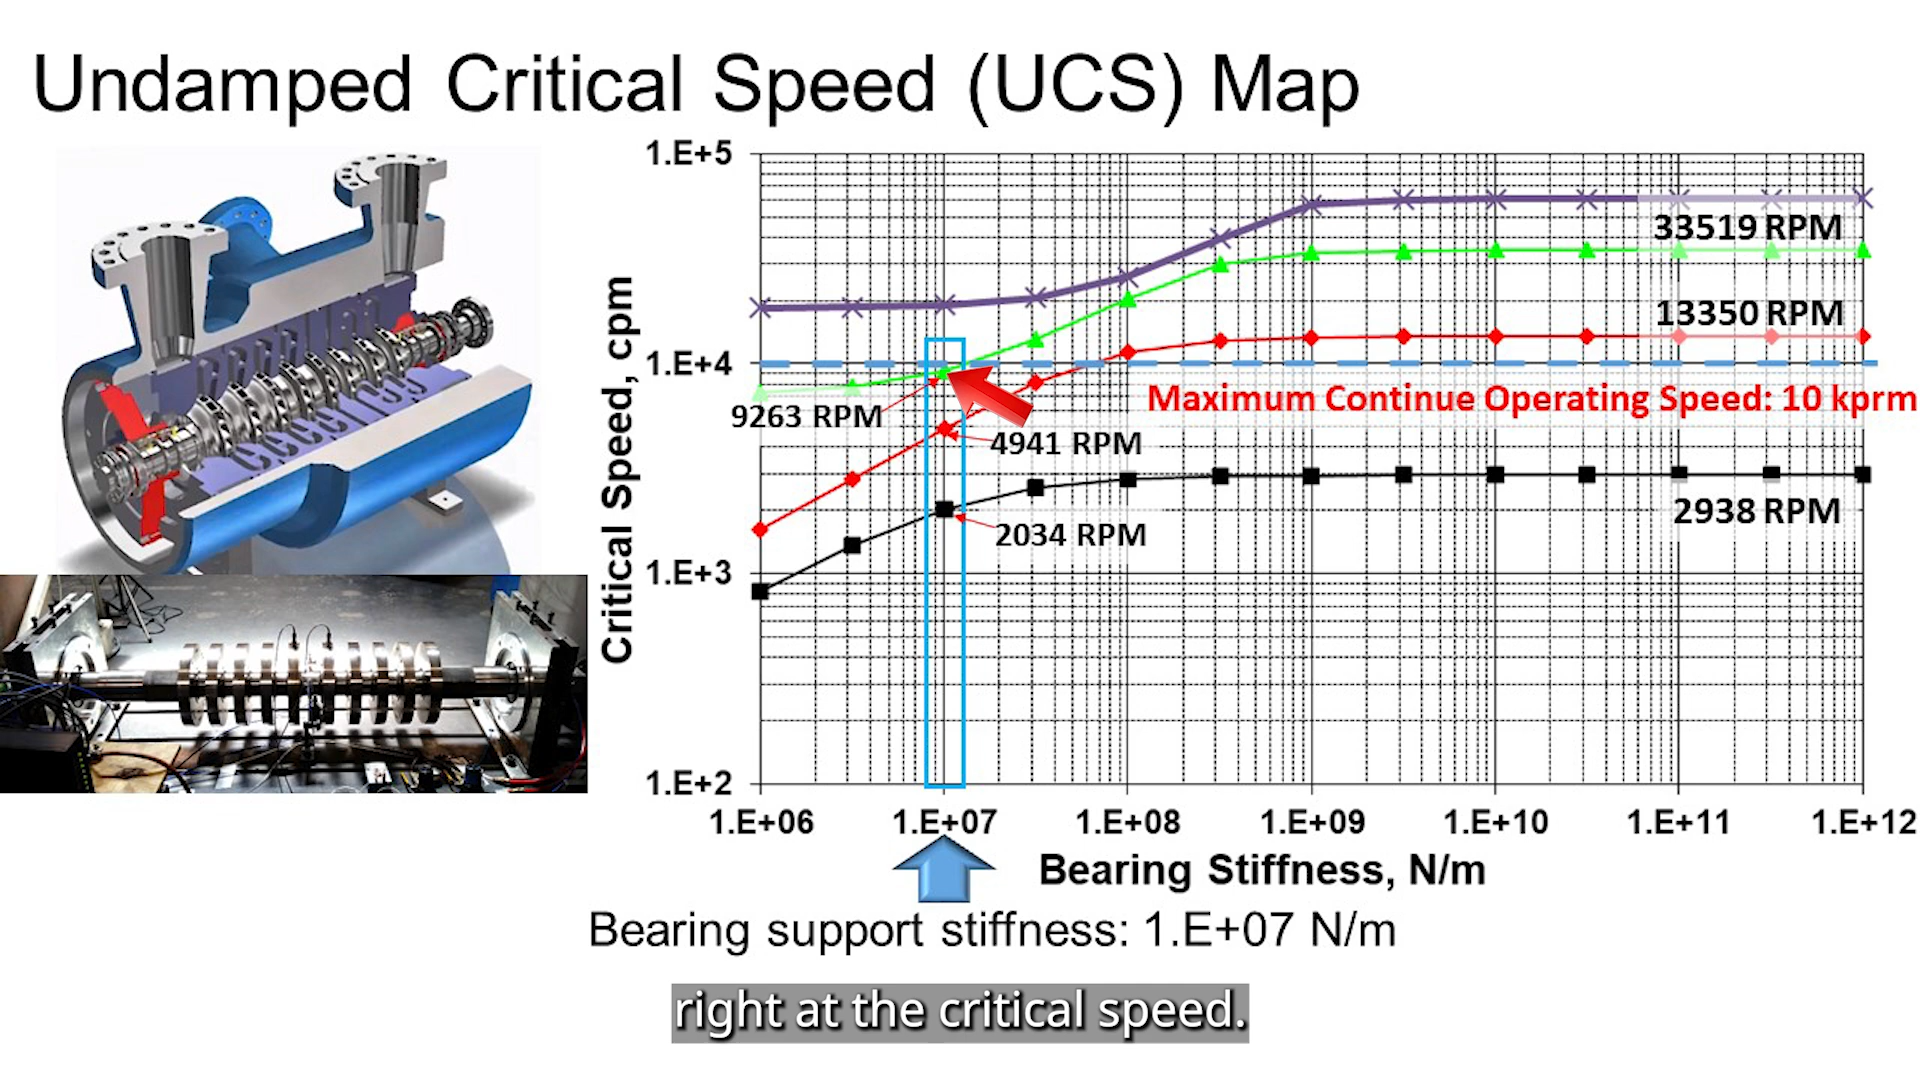 Undamped Critical Speed (UCS) Map
1.E+5
1.E+4
1.E+3
1.E+2
Critical Speed, cpm
33519 RPM
13350 RPM
Maximum Continue Operating Speed: 10 kprm
9263 RPM
4941 RPM
2034 RPM
2938 RPM
1.E+06 1.E+07 1.E+08 1.E+09 1.E+10 1.E+11 1.E+12
Bearing Stiffness, N/m
Bearing support stiffness: 1.E+07 N/m
right at the critical speed.